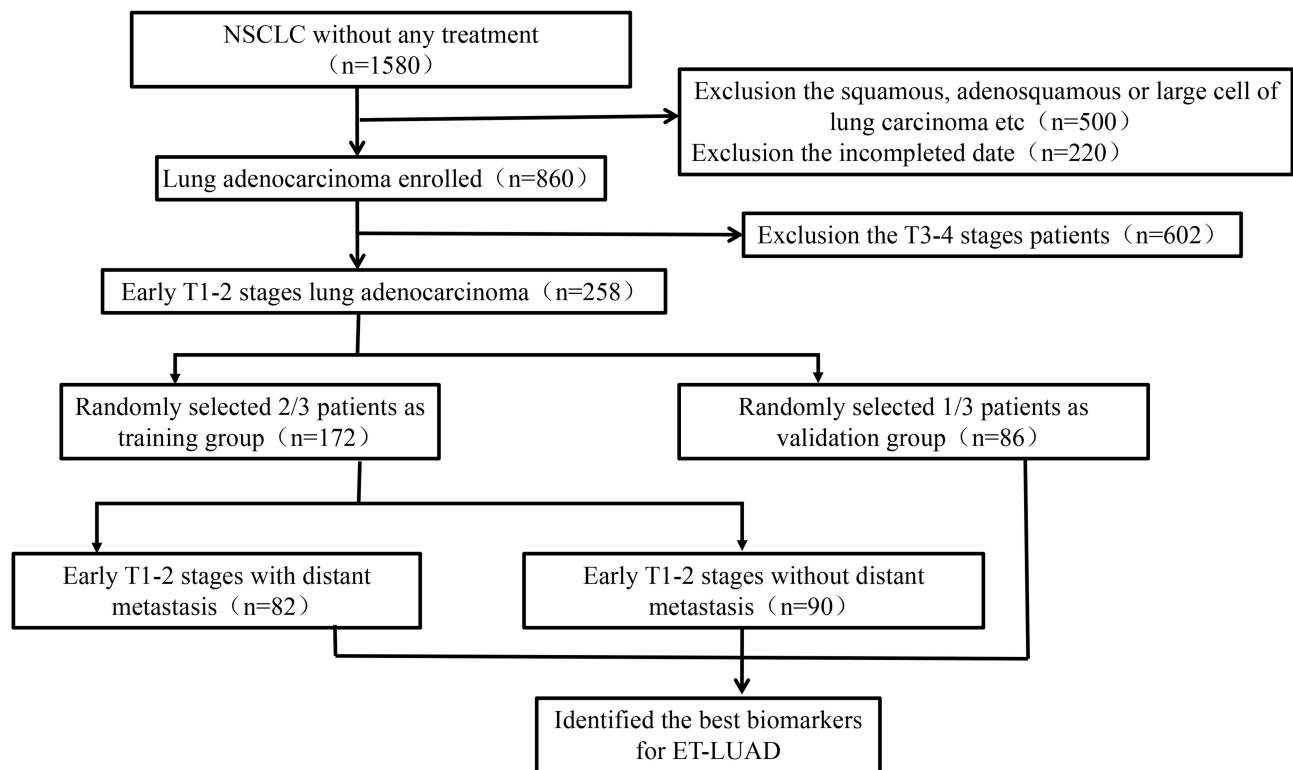 NSCLC without any treatment
（n=1580）
Exclusion the squamous, adenosquamous or large cell of
lung carcinoma etc（n=500）
Exclusion the incompleted date（n=220）
Lung adenocarcinoma enrolled（n=860）
Exclusion the T3-4 stages patients（n=602）
Early T1-2 stages lung adenocarcinoma（n=258）
Randomly selected 2/3 patients as
training group（n=172）
Randomly selected 1/3 patients as
validation group（n=86）
Early T1-2 stages with distant
metastasis（n=82）
Early T1-2 stages without distant
metastasis（n=90）
Identified the best biomarkers
for ET-LUAD